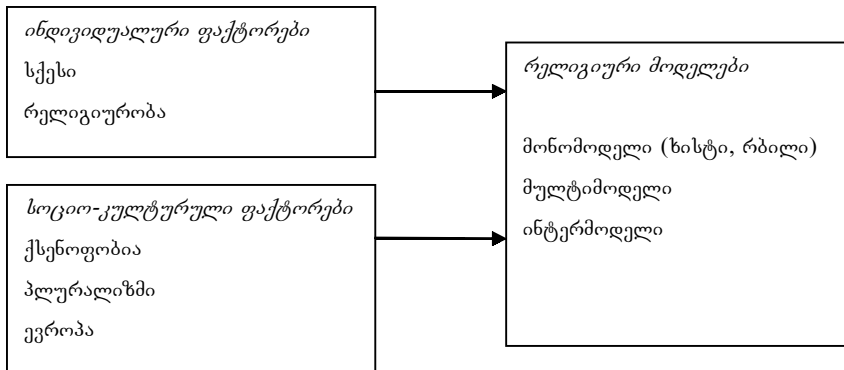 ინდივიდუალური ფაქტორები
სქესი
რელიგიურობა
სოციო-კულტურული ფაქტორები
ქსენოფობია
პლურალიზმი
ევროპა
რელიგიური მოდელები
მონომოდელი (ხისტი, რბილი)
მულტიმოდელი
ინტერმოდელი